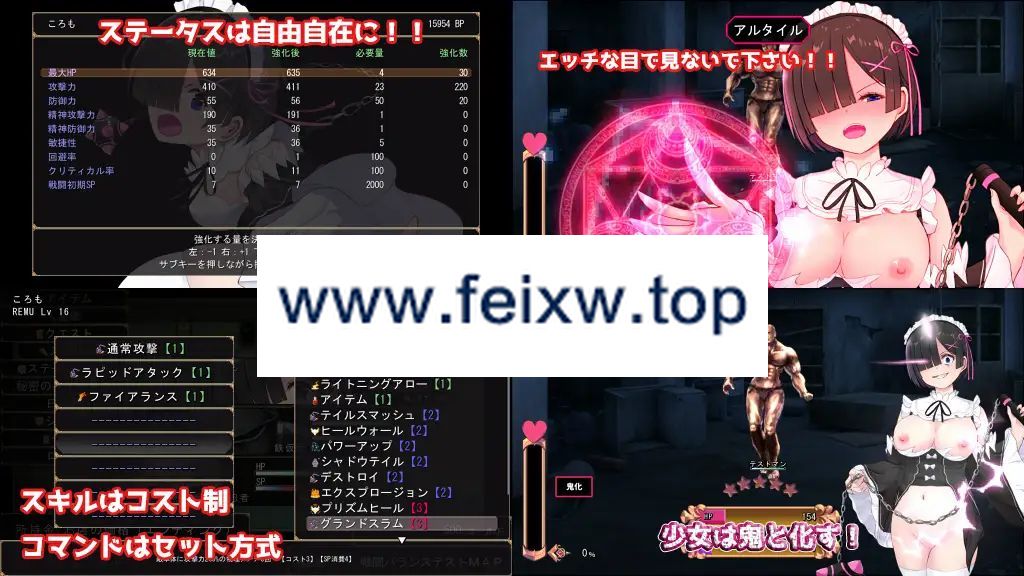 ころも
15954 BP
ステータスは自由自在に！！
現在値 強化後 必要量 強化数
最大HP 634 635 4 30
攻撃力 410 411 23 220
防御力 55 56 50 20
精神攻撃力 190 191 1 0
精神防御力 35 36 1 0
敏捷性 35 36 5 0
回避率 0 1 100 0
クリティカル率 10 11 100 0
戦闘初期SP 7 7 2000 0
強化する量を決
左：-1 右：+1
サブキーを押しながら
アルタイル
エッチな目で見ないで下さい！！
www.feixw.top
ころも
REMU Lv 16
通常攻撃【1】
ラピッドアタック【1】
ファイアランス【1】
ライトニングアロー【1】
アイテム【1】
テイルスマッシュ【2】
ヒールウォール【2】
パワーアップ【2】
シャドウテイル【2】
デストロイ【2】
エクスプロージョン【2】
プリズムヒール【3】
グランドスラム【3】
スキルはコスト制
コマンドはセット方式
【コスト3】【SP消費4】
戦闘バランステストMAP
テストマン
鬼化
HP 154
0%
少女は鬼と化す！